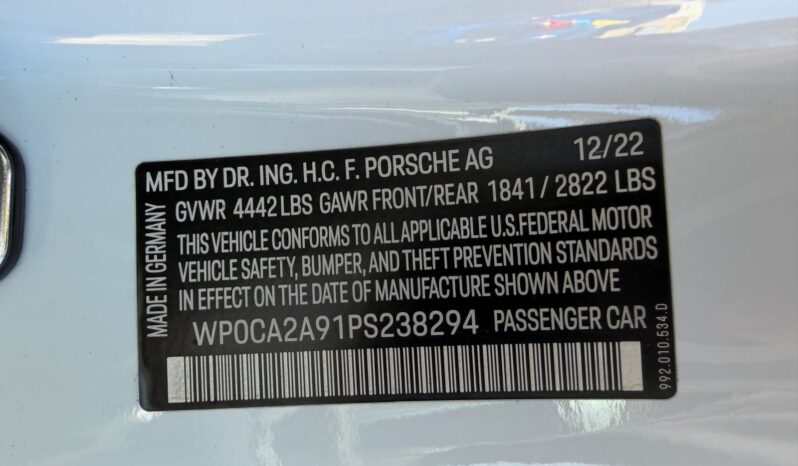 MFD BY DR. ING. H.C. F. PORSCHE AG 12/22
GVWR 4442 LBS GAWR FRONT/REAR 1841 / 2822 LBS
THIS VEHICLE CONFORMS TO ALL APPLICABLE U.S.FEDERAL MOTOR
VEHICLE SAFETY, BUMPER, AND THEFT PREVENTION STANDARDS
IN EFFECT ON THE DATE OF MANUFACTURE SHOWN ABOVE
WP0CA2A91PS238294 PASSENGER CAR
MADE IN GERMANY
992.010.534.D